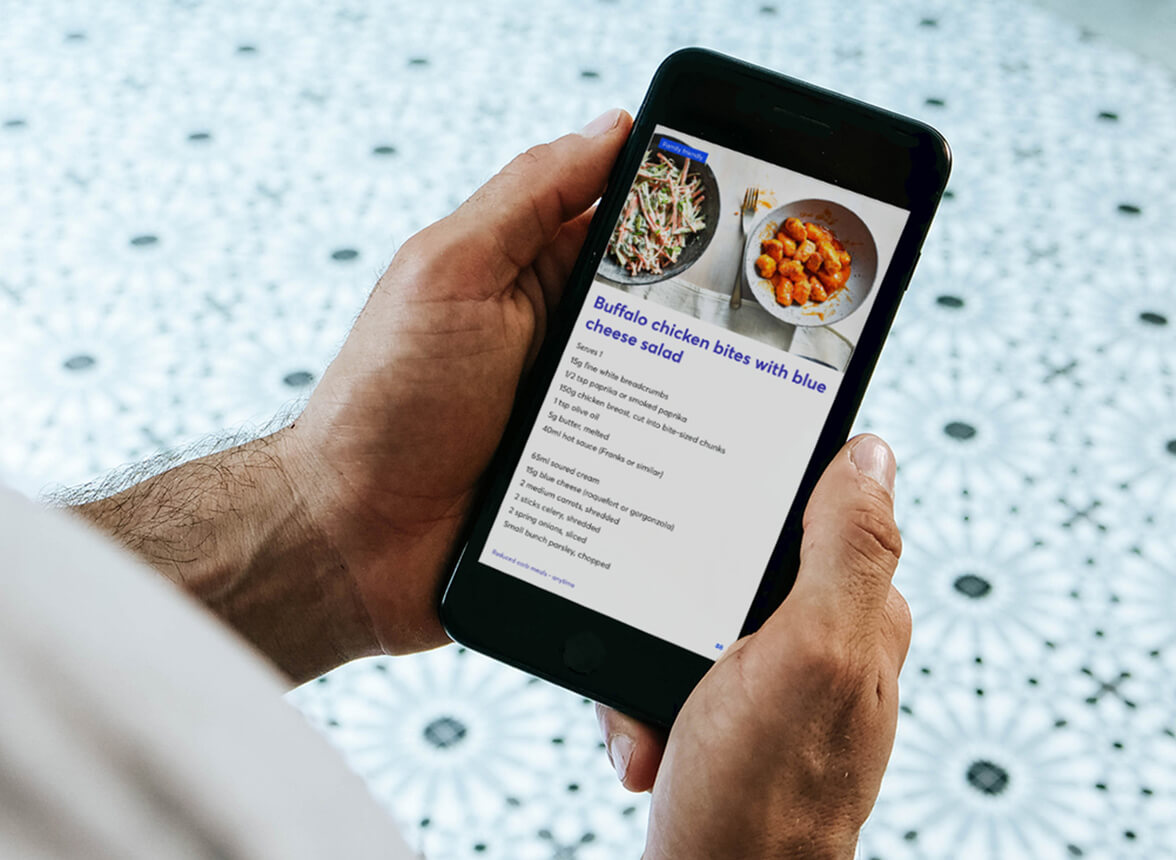 Family friendly
Buffalo chicken bites with blue
cheese salad
Serves 1
15g fine white breadcrumbs
1/2 tsp paprika or smoked paprika
150g chicken breast, cut into bite-sized chunks
1 tsp olive oil
5g butter, melted
40ml hot sauce (Franks or similar)
65ml soured cream
15g blue cheese (roquefort or gorgonzola)
2 medium carrots, shredded
2 sticks celery, shredded
2 spring onions, sliced
Small bunch parsley, chopped
Reduced carb meals - anytime